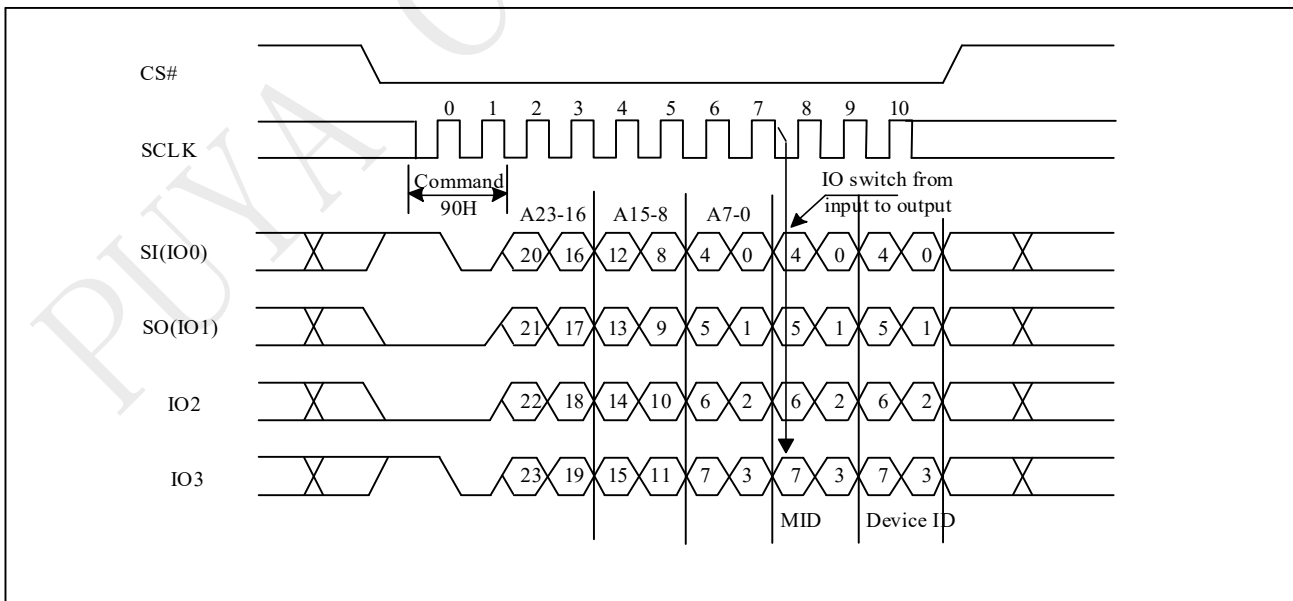 PUYA
CS#
0 1 2 3 4 5 6 7 8 9 10
SCLK
Command
90H
IO switch from
input to output
A23-16 A15-8 A7-0
SI(IO0) 20 16 12 8 4 0 4 0 4 0
SO(IO1) 21 17 13 9 5 1 5 1 5 1
IO2 22 18 14 10 6 2 6 2 6 2
IO3 23 19 15 11 7 3 7 3 7 3
MID Device ID